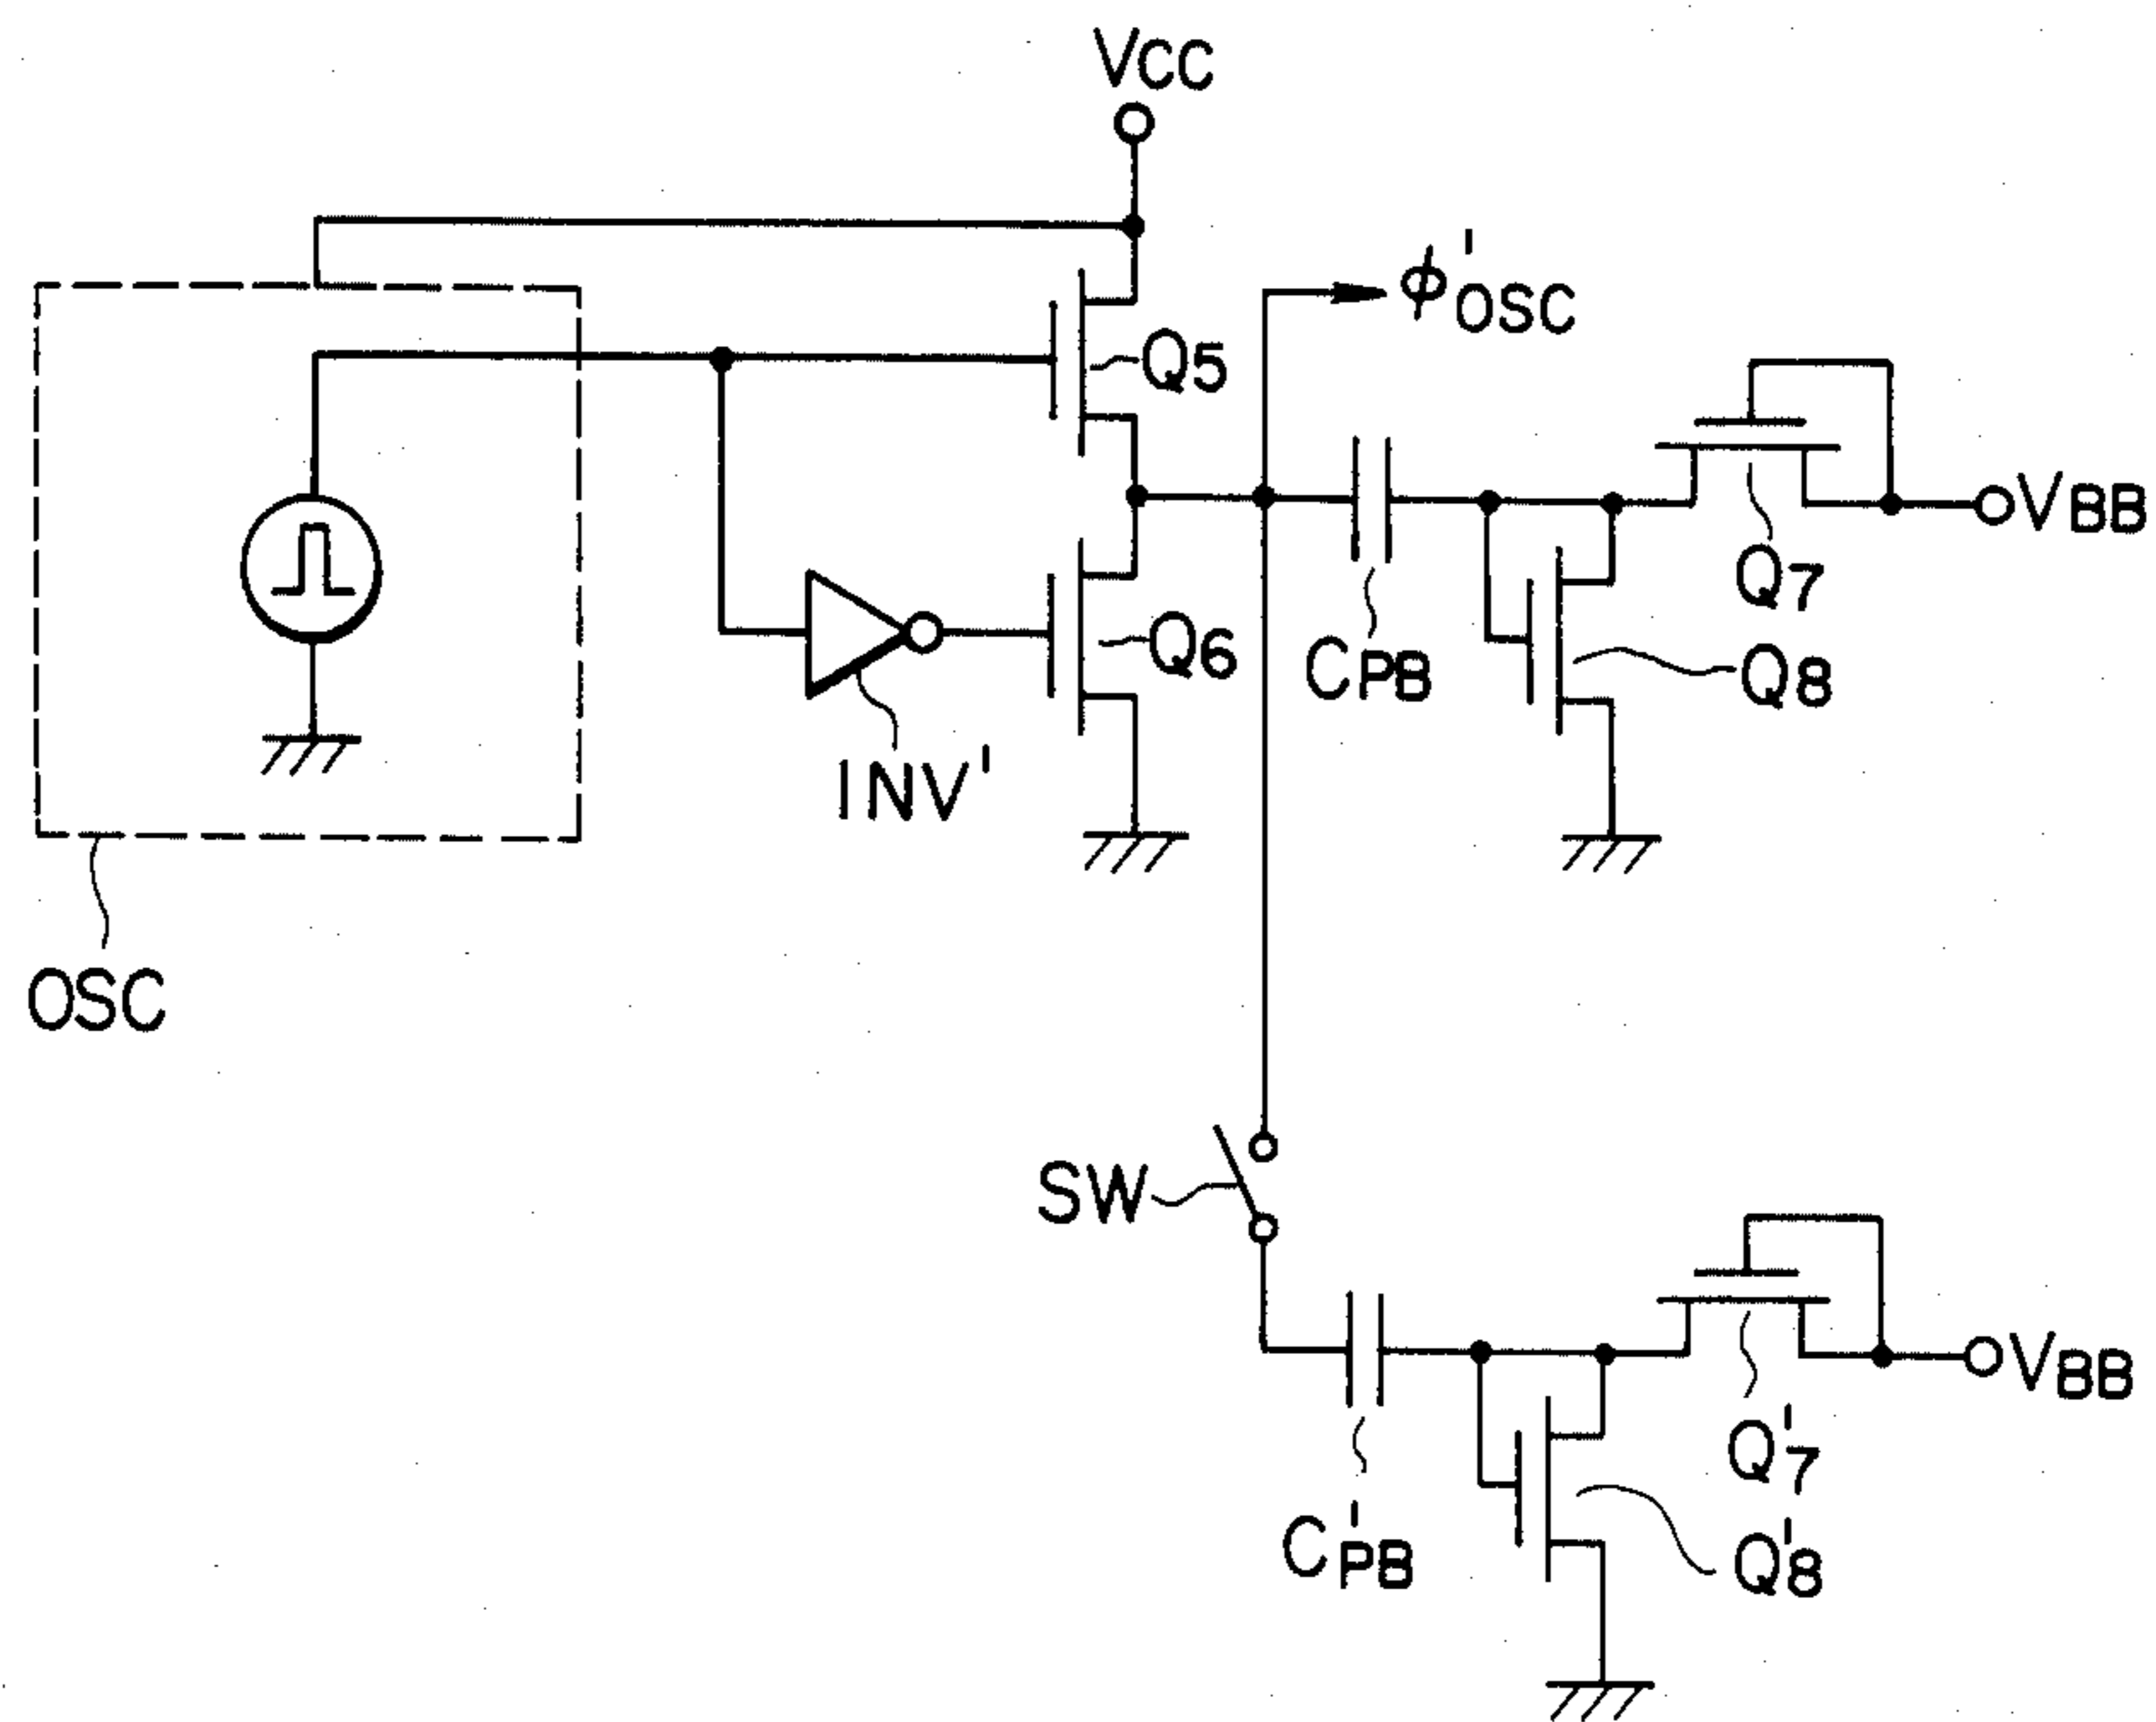 VCC
ϕ'OSC
Q5
VBB
Q7
Q6
CPB
Q8
INV'
OSC
SW
VBB
Q'7
C'PB
Q'8